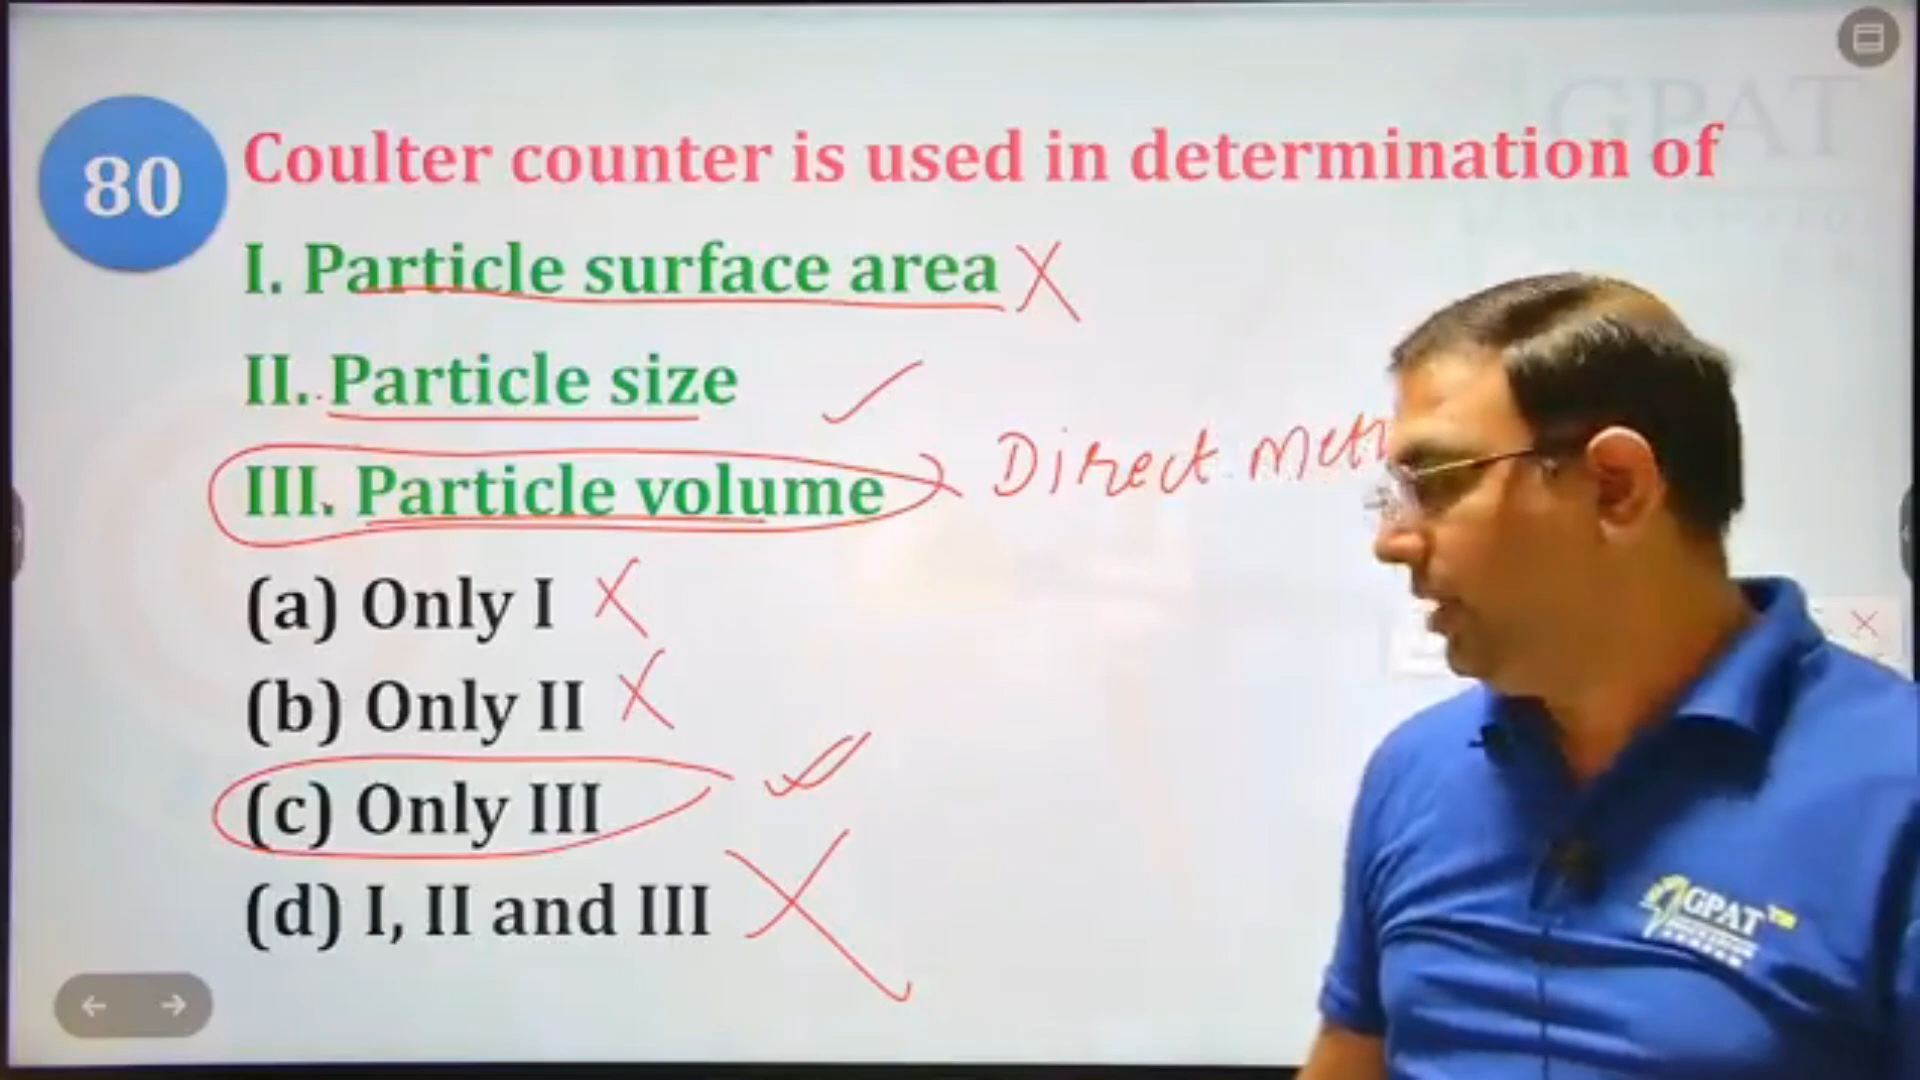 80
Coulter counter is used in determination of
I. Particle surface area
II. Particle size
III. Particle volume
Direct
(a) Only I
(b) Only II
(c) Only III
(d) I, II and III
GPAT
GPAT